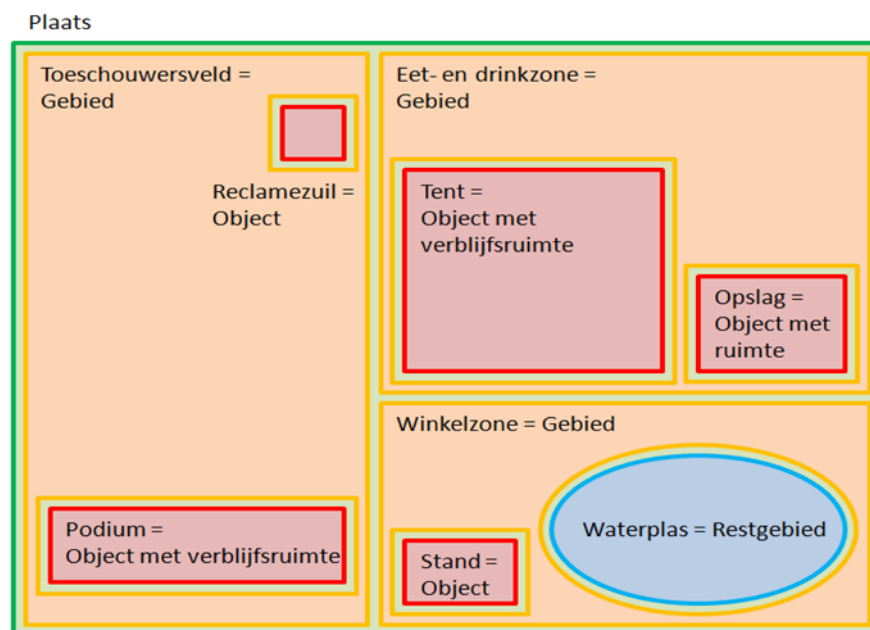 Plaats
Toeschouwersveld =
Gebied
Reclamezuil =
Object
Podium =
Object met verblijfsruimte
Eet- en drinkzone =
Gebied
Tent =
Object met
verblijfsruimte
Opslag =
Object met
ruimte
Winkelzone = Gebied
Stand =
Object
Waterplas = Restgebied